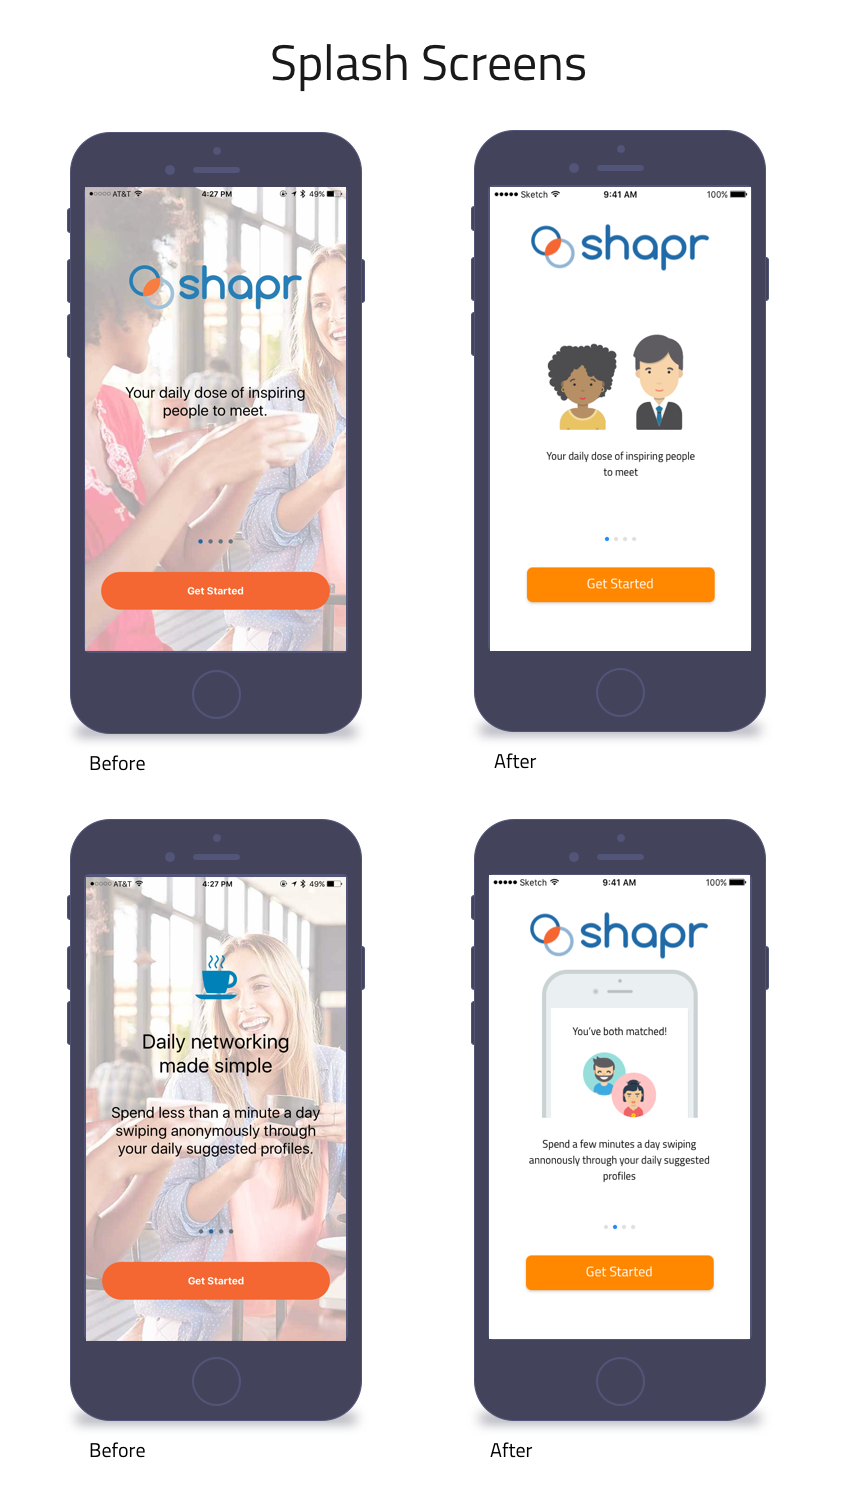 Splash Screens
AT&T 4:27 PM 49%
shapr
Your daily dose of inspiring
people to meet.
Get Started
Before
Sketch 9:41 AM 100%
shapr
Your daily dose of inspiring people
to meet
Get Started
After
AT&T 4:27 PM 49%
Daily networking
made simple
Spend less than a minute a day
swiping anonymously through
your daily suggested profiles.
Get Started
Before
Sketch 9:41 AM 100%
shapr
You've both matched!
Spend a few minutes a day swiping
annonously through your daily suggested
profiles
Get Started
After